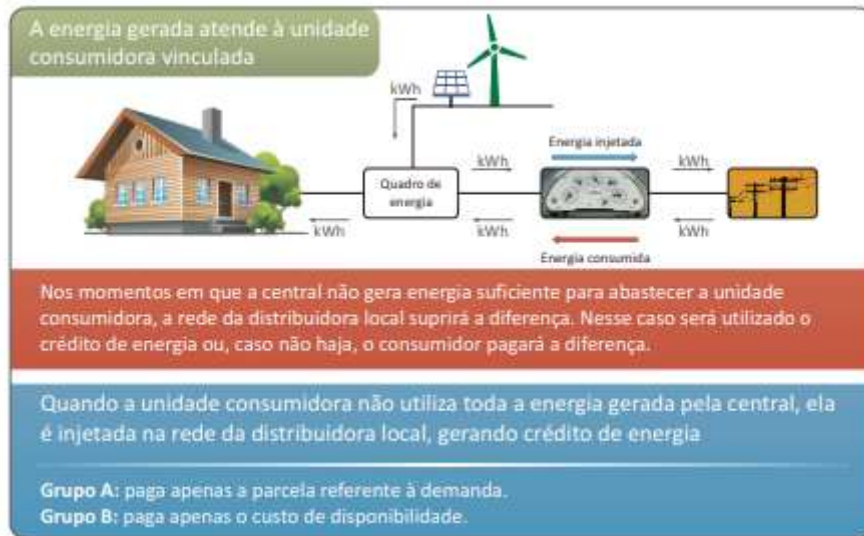 A energia gerada atende à unidade
consumidora vinculada
kWh
Energia injetada
kWh
kWh
Quadro de
energia
kWh
kWh
kWh
Energia consumida
Nos momentos em que a central não gera energia suficiente para abastecer a unidade
consumidora, a rede da distribuidora local suprirá a diferença. Nesse caso será utilizado o
crédito de energia ou, caso não haja, o consumidor pagará a diferença.
Quando a unidade consumidora não utiliza toda a energia gerada pela central, ela
é injetada na rede da distribuidora local, gerando crédito de energia
Grupo A: paga apenas a parcela referente à demanda.
Grupo B: paga apenas o custo de disponibilidade.